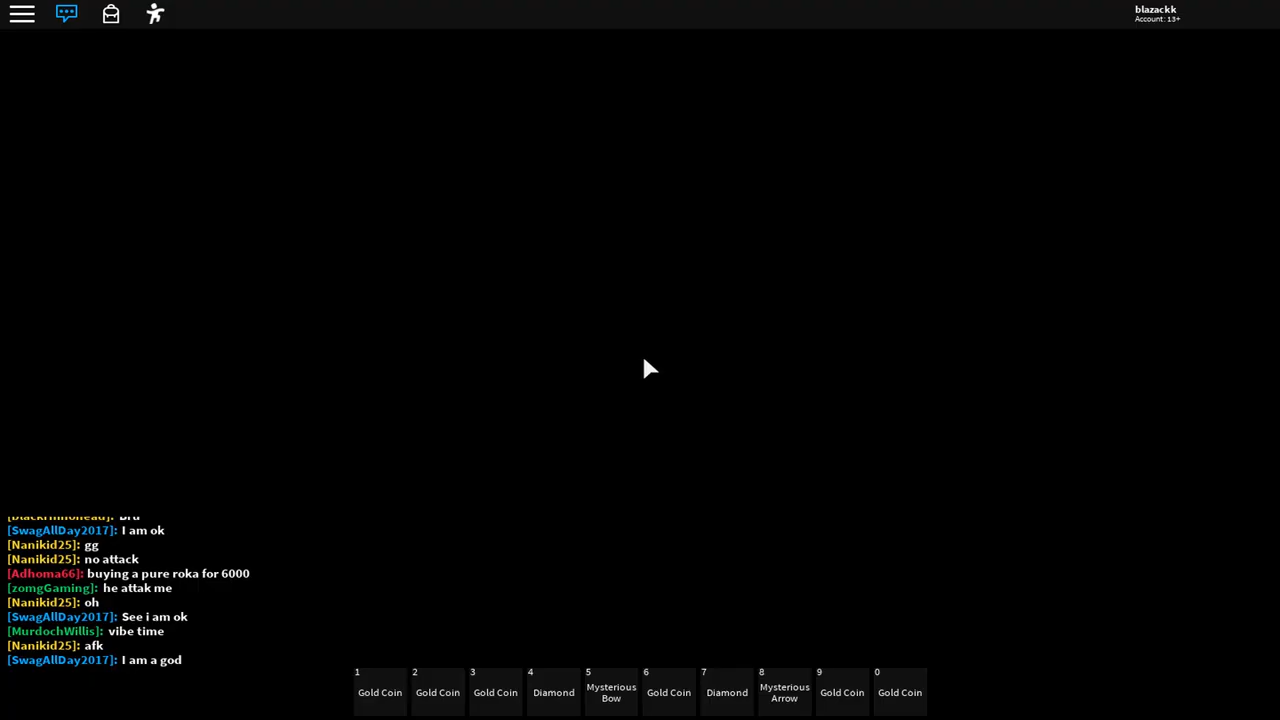 blazackk
Account: 13+
[SwagAllDay2017]: I am ok
[Nanikid25]: gg
[Nanikid25]: no attack
[Adhoma66]: buying a pure roka for 6000
[zomgGaming]: he attak me
[Nanikid25]: oh
[SwagAllDay2017]: See i am ok
[MurdochWillis]: vibe time
[Nanikid25]: afk
[SwagAllDay2017]: I am a god
1 2 3 4 5 6 7 8 9 0
Gold Coin Gold Coin Gold Coin Diamond Mysterious Bow Gold Coin Diamond Mysterious Arrow Gold Coin Gold Coin